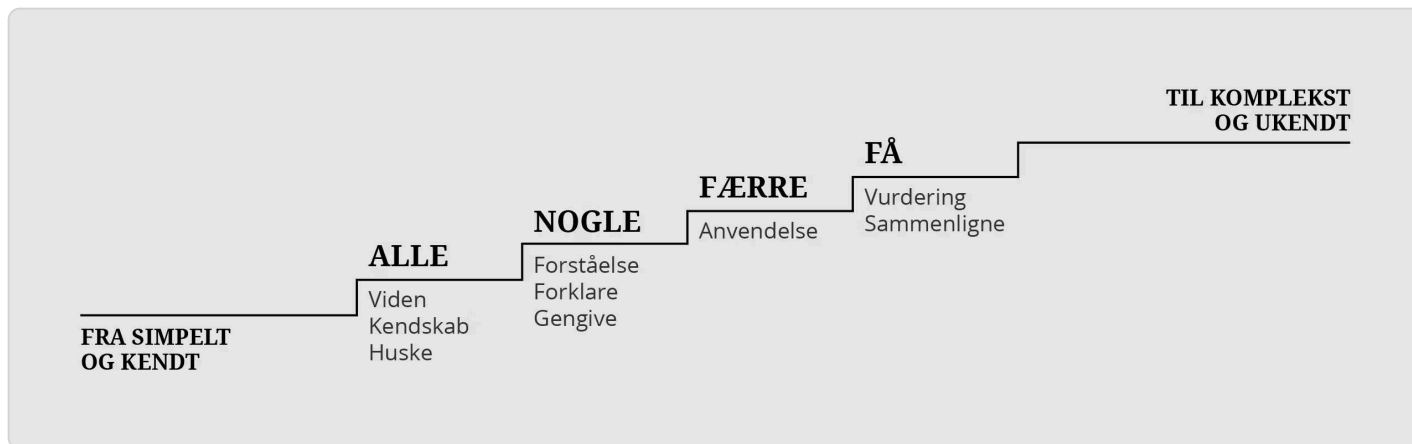 FRA SIMPELT
OG KENDT
ALLE
Viden
Kendskab
Huske
NOGLE
Forståelse
Forklare
Gengive
FÆRRE
Anvendelse
FÅ
Vurdering
Sammenligne
TIL KOMPLEKST
OG UKENDT